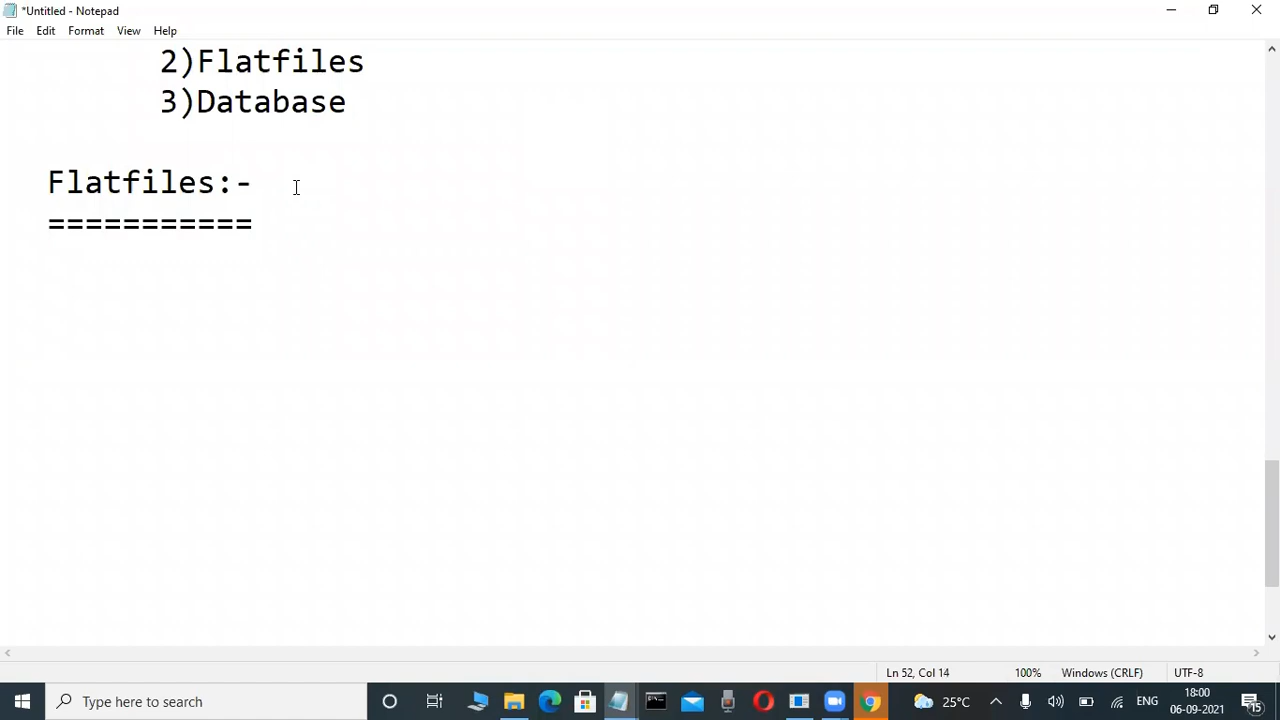 *Untitled - Notepad
File Edit Format View Help
2)Flatfiles
3)Database
Flatfiles:-
===========
Ln 52, Col 14 100% Windows (CRLF) UTF-8
Type here to search
25°C ENG 18:00
06-09-2021
15